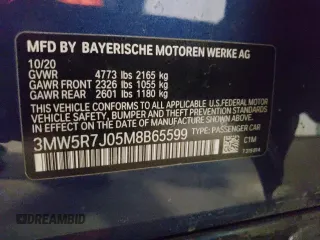 MFD BY BAYERISCHE MOTOREN WERKE AG
10/20
GVWR 4773 lbs 2165 kg
GAWR FRONT 2326 lbs 1055 kg
GAWR REAR 2601 lbs 1180 kg
THIS VEHICLE CONFORMS TO ALL APPLICABLE U.S. FEDERAL MOTOR
VEHICLE SAFETY, BUMPER, AND THEFT PREVENTION STANDARDS
IN EFFECT ON THE DATE OF MANUFACTURE SHOWN ABOVE.
3MW5R7J05M8B65599 TYPE: PASSENGER CAR
C1M
DREAMBID